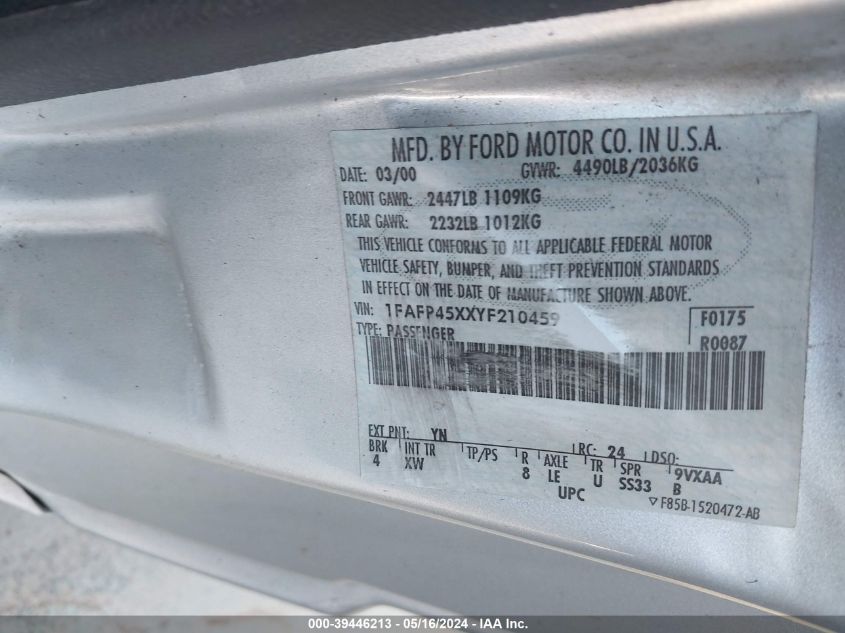 MFD. BY FORD MOTOR CO. IN U.S.A.
DATE: 03/00 GVWR: 4490LB/2036KG
FRONT GAWR: 2447LB 1109KG
REAR GAWR: 2232LB 1012KG
THIS VEHICLE CONFORMS TO ALL APPLICABLE FEDERAL MOTOR
VEHICLE SAFETY, BUMPER, AND THEFT PREVENTION STANDARDS
IN EFFECT ON THE DATE OF MANUFACTURE SHOWN ABOVE.
VIN: 1FAFP45XXYF210459 F0175
TYPE: PASSENGER R0087
EXT PNT: YN RC: 24 DSO:
BRK INT TR TP/PS R AXLE TR SPR 9VXAA
4 XW 8 LE U SS33 B
UPC
▽F85B-1520472-AB
000-39446213 - 05/16/2024 - IAA Inc.